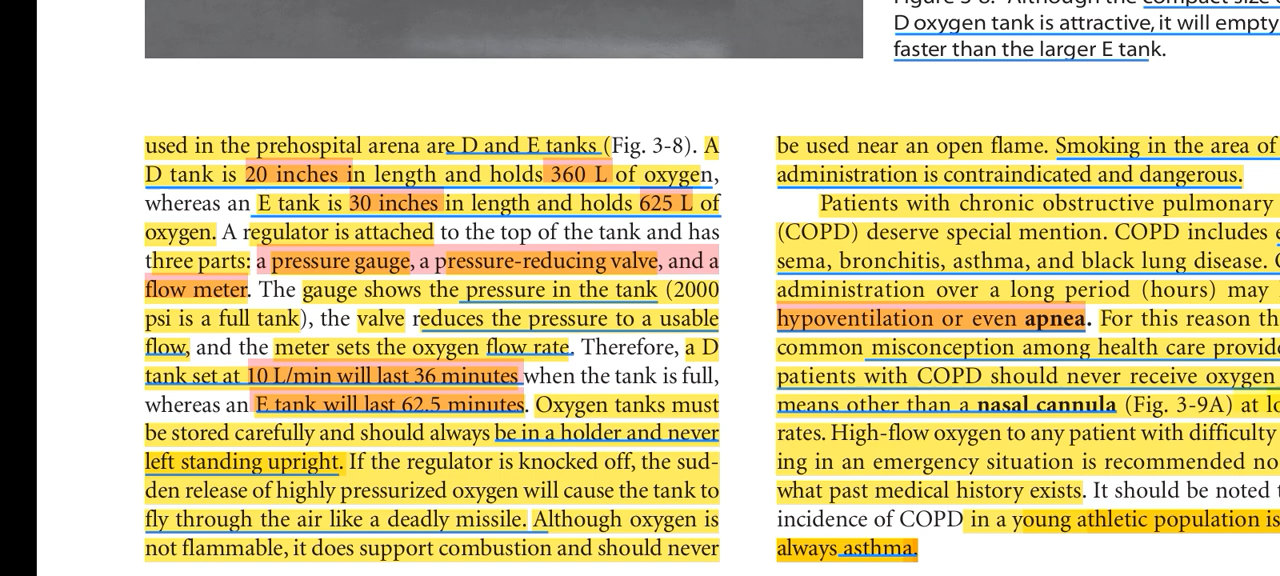 D oxygen tank is attractive, it will empty
faster than the larger E tank.
used in the prehospital arena are D and E tanks (Fig. 3-8). A
D tank is 20 inches in length and holds 360 L of oxygen,
whereas an E tank is 30 inches in length and holds 625 L of
oxygen. A regulator is attached to the top of the tank and has
three parts: a pressure gauge, a pressure-reducing valve, and a
flow meter. The gauge shows the pressure in the tank (2000
psi is a full tank), the valve reduces the pressure to a usable
flow, and the meter sets the oxygen flow rate. Therefore, a D
tank set at 10 L/min will last 36 minutes when the tank is full,
whereas an E tank will last 62.5 minutes. Oxygen tanks must
be stored carefully and should always be in a holder and never
left standing upright. If the regulator is knocked off, the sud-
den release of highly pressurized oxygen will cause the tank to
fly through the air like a deadly missile. Although oxygen is
not flammable, it does support combustion and should never
be used near an open flame. Smoking in the area of
administration is contraindicated and dangerous.
Patients with chronic obstructive pulmonary
(COPD) deserve special mention. COPD includes
sema, bronchitis, asthma, and black lung disease.
administration over a long period (hours) may
hypoventilation or even apnea. For this reason
common misconception among health care
patients with COPD should never receive oxygen
means other than a nasal cannula (Fig. 3-9A) at
rates. High-flow oxygen to any patient with difficulty
ing in an emergency situation is recommended
what past medical history exists. It should be noted
incidence of COPD in a young athletic population is
always asthma.